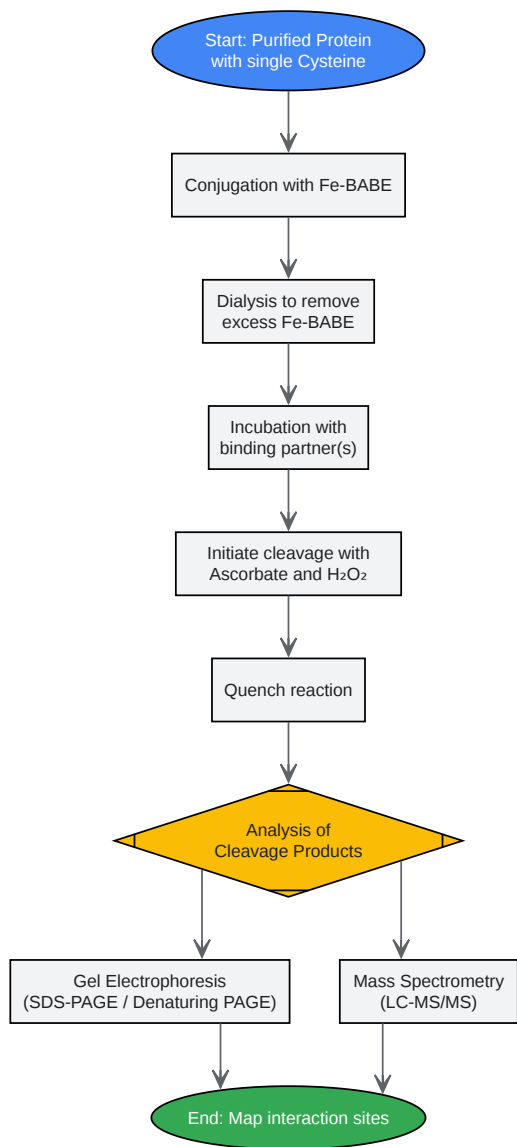 Start: Purified Protein
with single Cysteine
Conjugation with Fe-BABE
Dialysis to remove
excess Fe-BABE
Incubation with
binding partner(s)
Initiate cleavage with
Ascorbate and H₂O₂
Quench reaction
Analysis of
Cleavage Products
Gel Electrophoresis
(SDS-PAGE / Denaturing PAGE)
Mass Spectrometry
(LC-MS/MS)
End: Map interaction sites